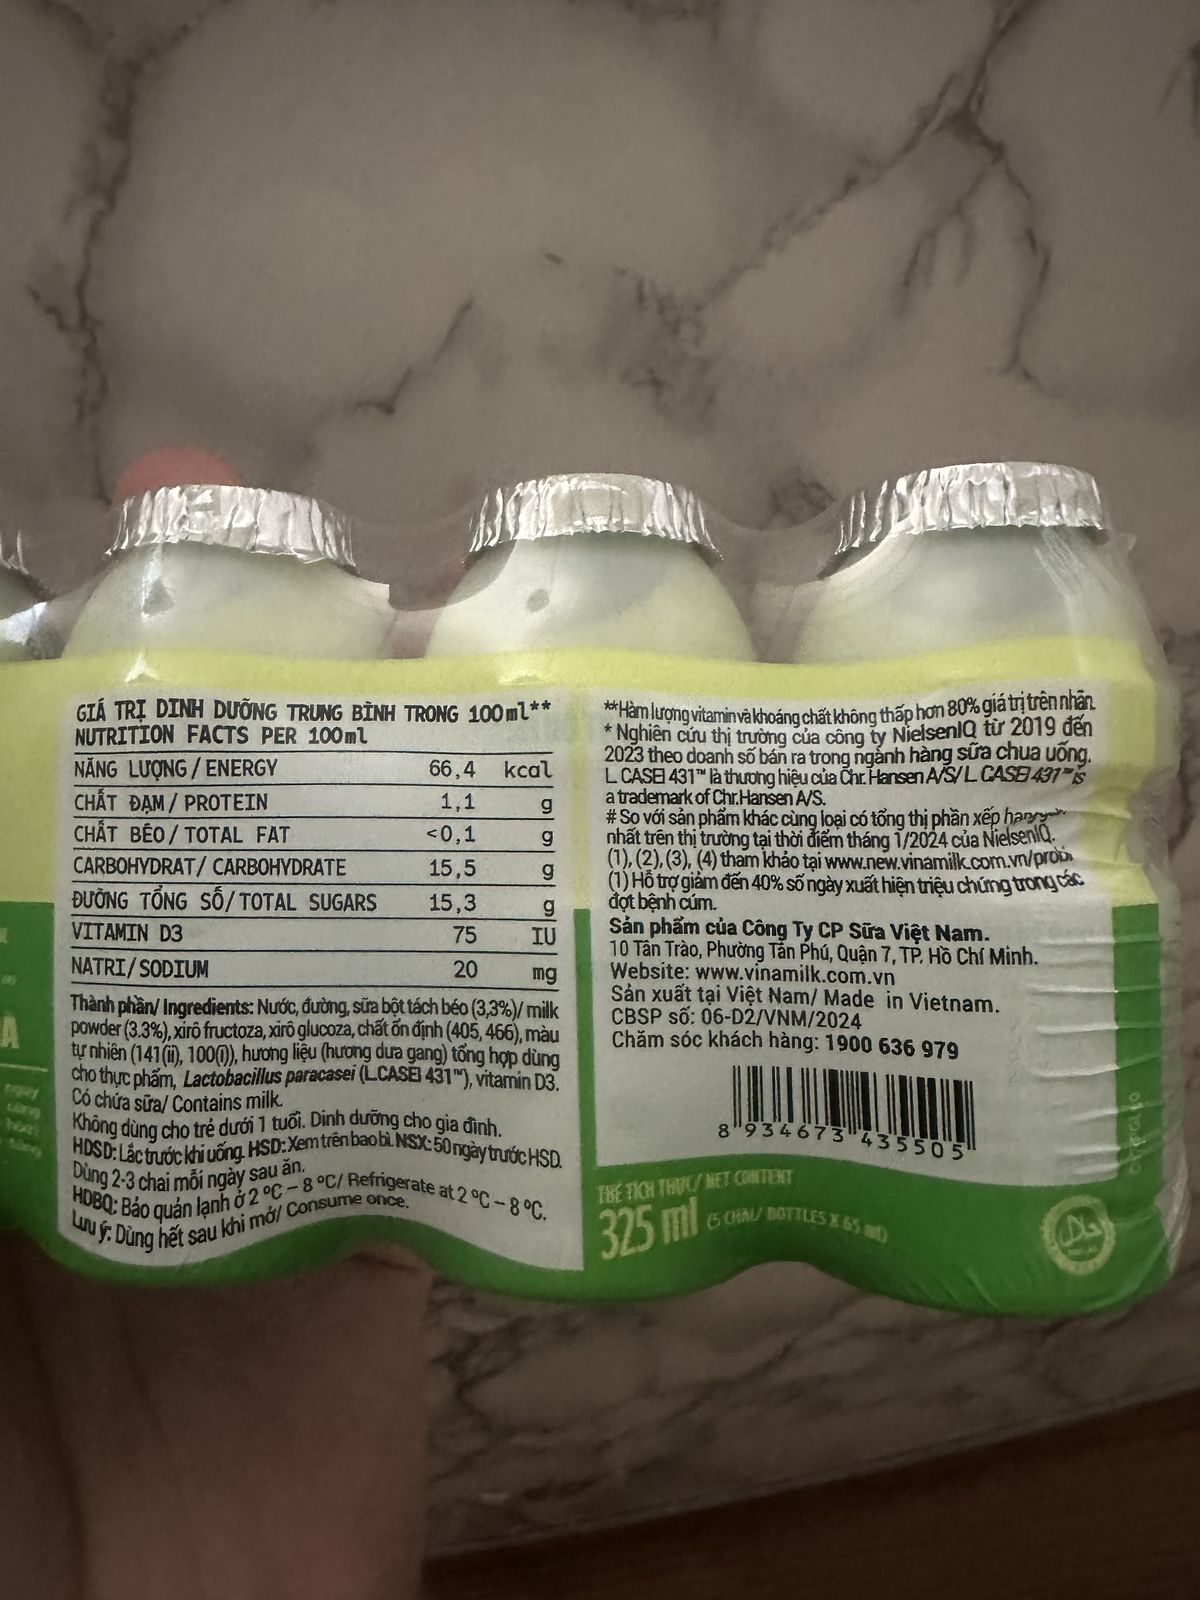 GIÁ TRỊ DINH DƯỠNG TRUNG BÌNH TRONG 100ml**
NUTRITION FACTS PER 100ml
NĂNG LƯỢNG / ENERGY 66,4 kcal
CHẤT ĐẠM / PROTEIN 1,1 g
CHẤT BÉO / TOTAL FAT <0,1 g
CARBOHYDRAT / CARBOHYDRATE 15,5 g
ĐƯỜNG TỔNG SỐ/TOTAL SUGARS 15,3 g
VITAMIN D3 75 IU
NATRI/SODIUM 20 mg
Thành phần/ Ingredients: Nước, đường, sữa bột tách béo (3,3%)/ milk
powder (3.3%), xirô fructoza, xirô glucoza, chất ổn định (405, 466), màu
tự nhiên (141(ii), 100(i)), hương liệu (hương dưa gang) tổng hợp dùng
cho thực phẩm, Lactobacillus paracasei (L.CASEI 431™), vitamin D3.
Có chứa sữa/ Contains milk.
Không dùng cho trẻ dưới 1 tuổi. Dinh dưỡng cho gia đình.
HDSD: Lắc trước khi uống. HSD: Xem trên bao bì. NSX: 50 ngày trước HSD.
Dùng 2-3 chai mỗi ngày sau ăn.
HDBQ: Bảo quản lạnh ở 2 °C – 8 °C/ Refrigerate at 2 °C – 8 °C.
Lưu ý: Dùng hết sau khi mở/ Consume once.
**Hàm lượng vitamin và khoáng chất không thấp hơn 80% giá trị trên nhãn.
* Nghiên cứu thị trường của công ty NielsenIQ từ 2019 đến
2023 theo doanh số bán ra trong ngành hàng sữa chua uống.
L. CASEI 431™ là thương hiệu của Chr. Hansen A/S/ L. CASEI 431™ is
a trademark of Chr.Hansen A/S.
# So với sản phẩm khác cùng loại có tổng thị phần xếp hạng
nhất trên thị trường tại thời điểm tháng 1/2024 của NielsenIQ.
(1), (2), (3), (4) tham khảo tại www.new.vinamilk.com.vn/probi
(1) Hỗ trợ giảm đến 40% số ngày xuất hiện triệu chứng trong các
đợt bệnh cúm.
Sản phẩm của Công Ty CP Sữa Việt Nam.
10 Tân Trào, Phường Tân Phú, Quận 7, TP. Hồ Chí Minh.
Website: www.vinamilk.com.vn
Sản xuất tại Việt Nam/ Made in Vietnam.
CBSP số: 06-D2/VNM/2024
Chăm sóc khách hàng: 1900 636 979
8 934673 435505
THỂ TÍCH THỰC/ NET CONTENT
325 ml (5 CHAI/ BOTTLES X 65 ml)